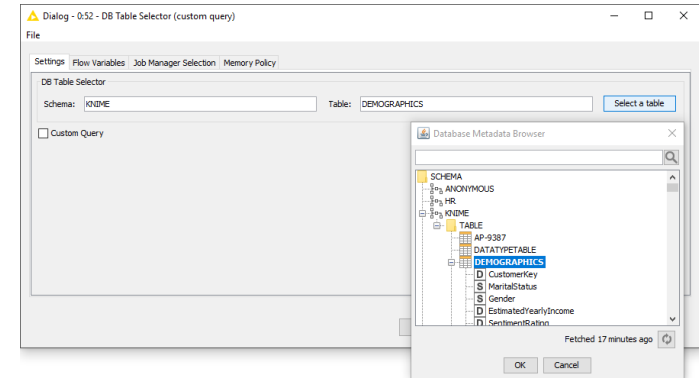 Dialog - 0:52 - DB Table Selector (custom query)
File
Settings Flow Variables Job Manager Selection Memory Policy
DB Table Selector
Schema: KNIME Table: DEMOGRAPHICS Select a table
Custom Query
Database Metadata Browser
SCHEMA
ANONYMOUS
HR
KNIME
TABLE
AP-9387
DATATYPETABLE
DEMOGRAPHICS
D CustomerKey
S MaritalStatus
S Gender
D EstimatedYearlyIncome
D SentimentRating
Fetched 17 minutes ago
OK Cancel